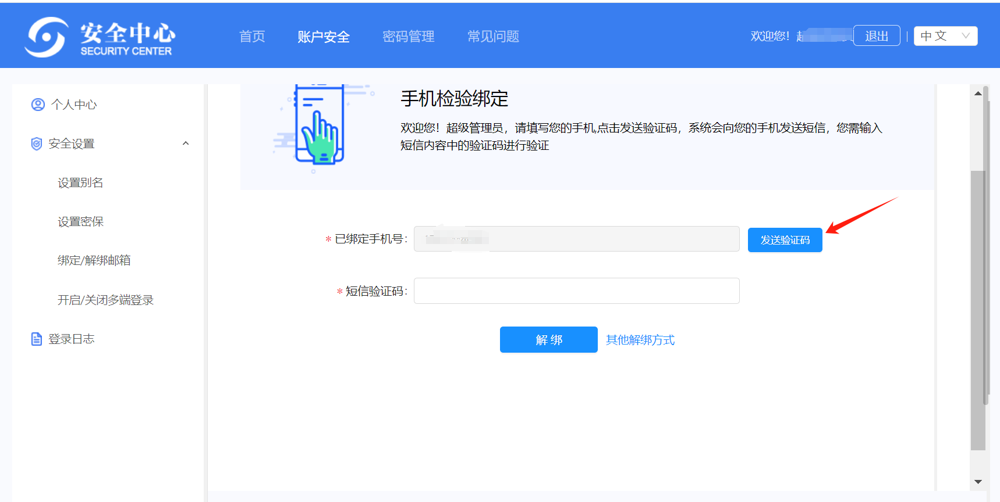 安全中心
SECURITY CENTER
首页 账户安全 密码管理 常见问题
欢迎您! 退出 | 中文
个人中心
安全设置
设置别名
设置密保
绑定/解绑邮箱
开启/关闭多端登录
登录日志
手机检验绑定
欢迎您！超级管理员，请填写您的手机,点击发送验证码，系统会向您的手机发送短信，您需输入
短信内容中的验证码进行验证
* 已绑定手机号: 发送验证码
* 短信验证码:
解 绑 其他解绑方式